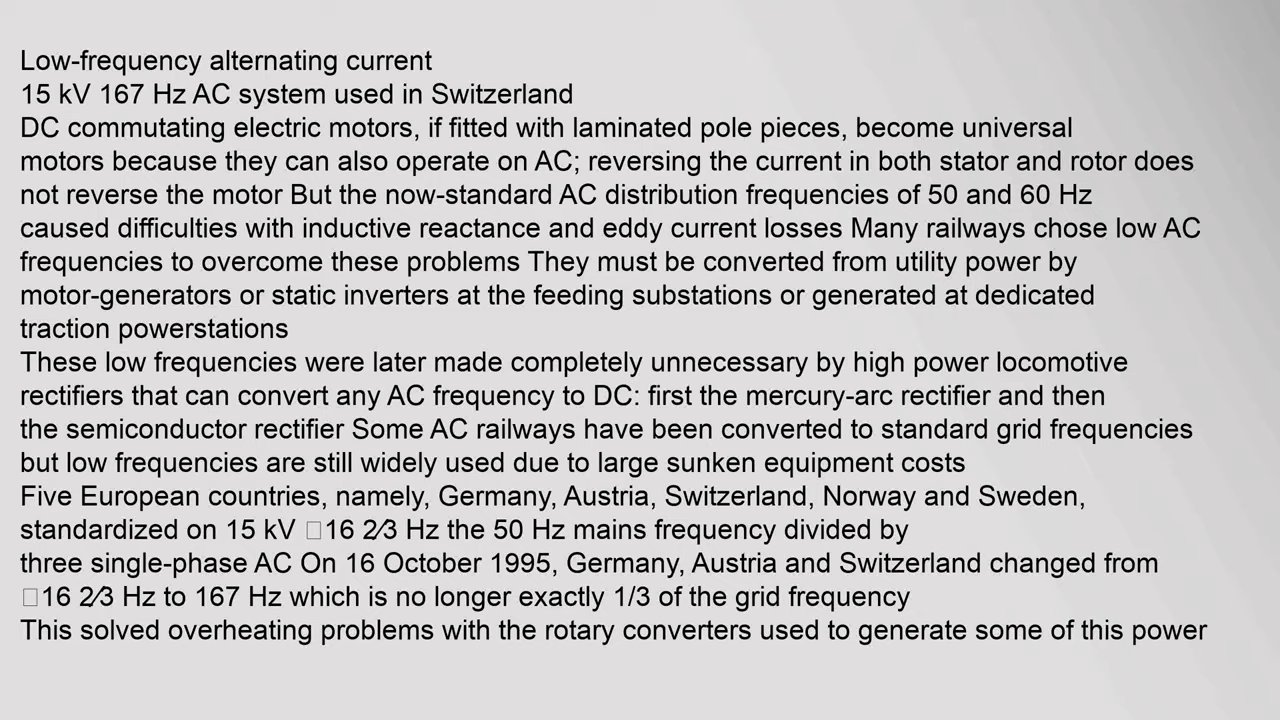 Low-frequency alternating current
15 kV 167 Hz AC system used in Switzerland
DC commutating electric motors, if fitted with laminated pole pieces, become universal
motors because they can also operate on AC; reversing the current in both stator and rotor does
not reverse the motor But the now-standard AC distribution frequencies of 50 and 60 Hz
caused difficulties with inductive reactance and eddy current losses Many railways chose low AC
frequencies to overcome these problems They must be converted from utility power by
motor-generators or static inverters at the feeding substations or generated at dedicated
traction powerstations
These low frequencies were later made completely unnecessary by high power locomotive
rectifiers that can convert any AC frequency to DC: first the mercury-arc rectifier and then
the semiconductor rectifier Some AC railways have been converted to standard grid frequencies
but low frequencies are still widely used due to large sunken equipment costs
Five European countries, namely, Germany, Austria, Switzerland, Norway and Sweden,
standardized on 15 kV □16 2⁄3 Hz the 50 Hz mains frequency divided by
three single-phase AC On 16 October 1995, Germany, Austria and Switzerland changed from
□16 2⁄3 Hz to 167 Hz which is no longer exactly 1/3 of the grid frequency
This solved overheating problems with the rotary converters used to generate some of this power